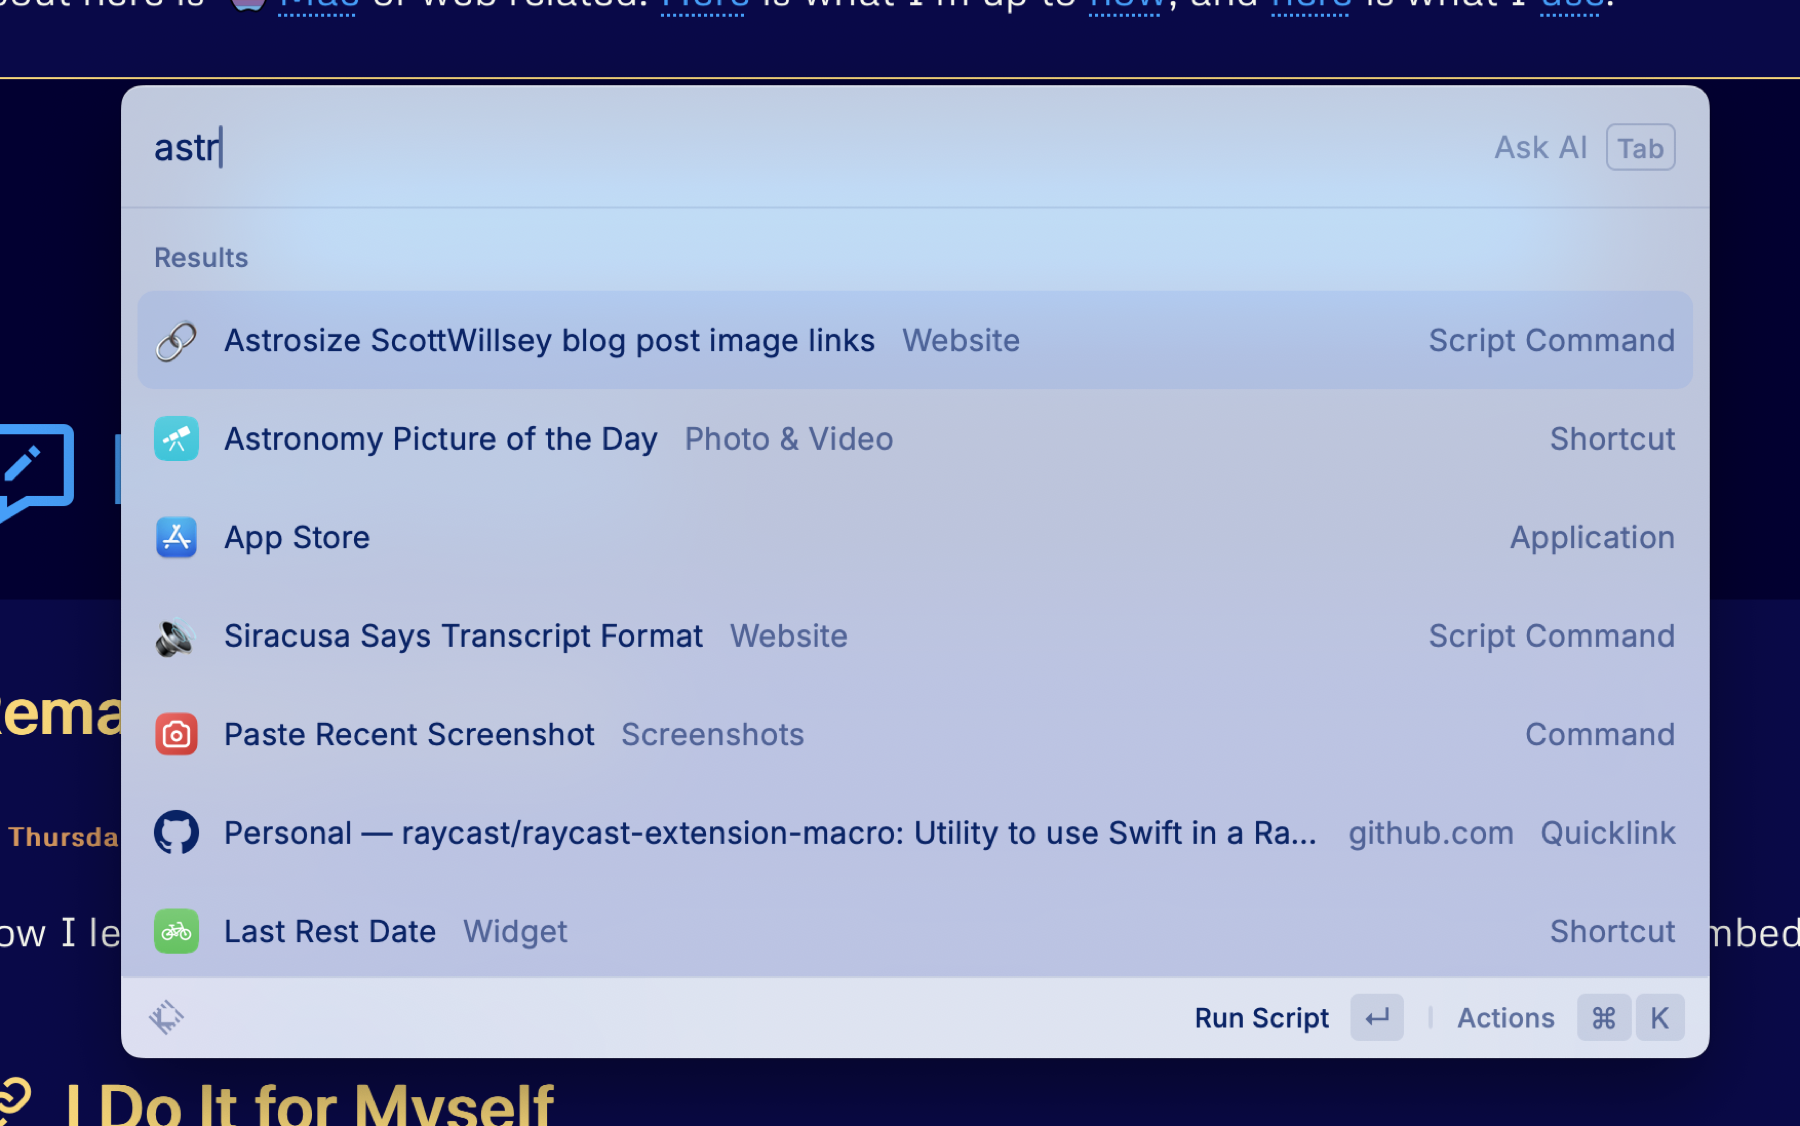 out here is Mac or web related. Here is what I'm up to now, and here is what I use.
astr
Ask AI Tab
Results
Astrosize ScottWillsey blog post image links Website Script Command
Astronomy Picture of the Day Photo & Video Shortcut
App Store Application
Siracusa Says Transcript Format Website Script Command
Rema
Paste Recent Screenshot Screenshots Command
Thursda
Personal — raycast/raycast-extension-macro: Utility to use Swift in a Ra... github.com Quicklink
ow I le
Last Rest Date Widget Shortcut
mbed
Run Script ↵ Actions ⌘ K
I Do It for Myself